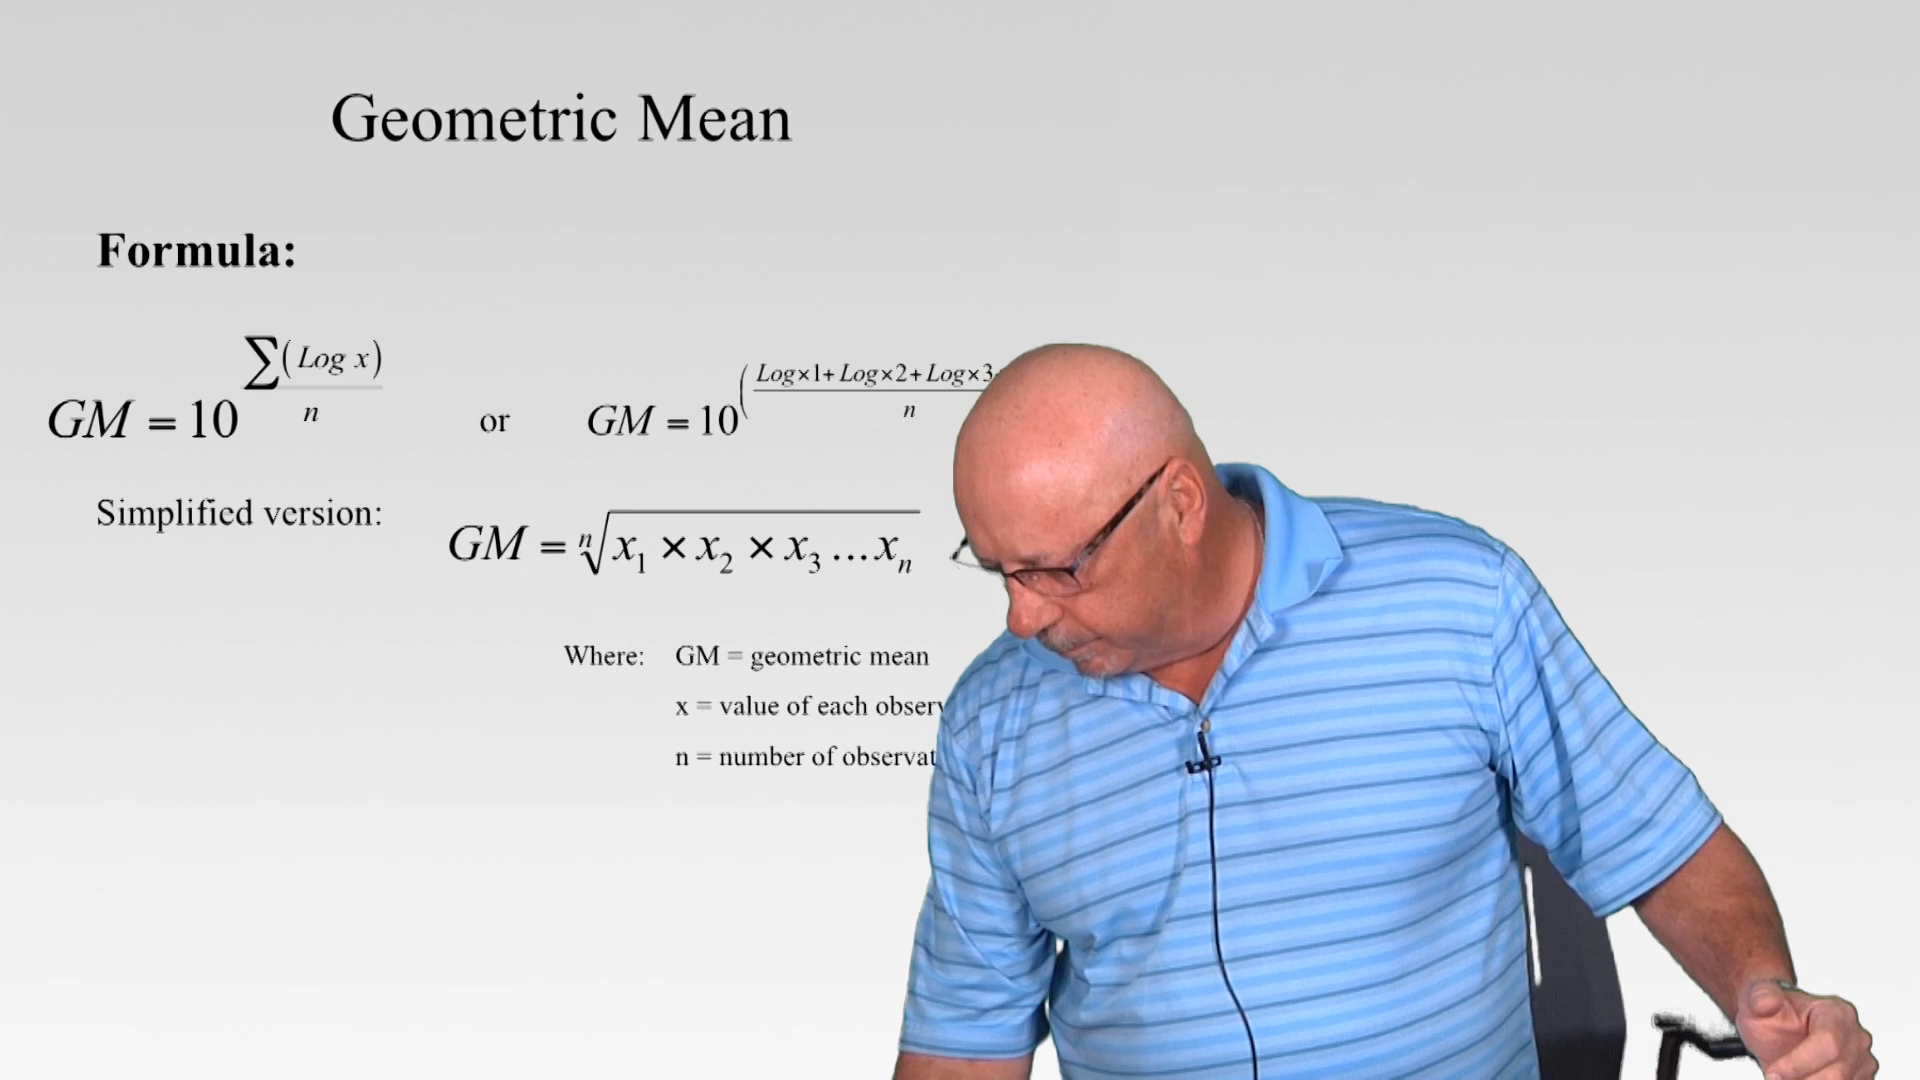 Geometric Mean
Formula:
GM = 10^(∑(Log x) / n) or GM = 10^((Log×1+ Log×2+ Log×3 / n
Simplified version:
GM = ⁿ√x₁ × x₂ × x₃ ...xₙ
Where: GM = geometric mean
x = value of each
n = number of